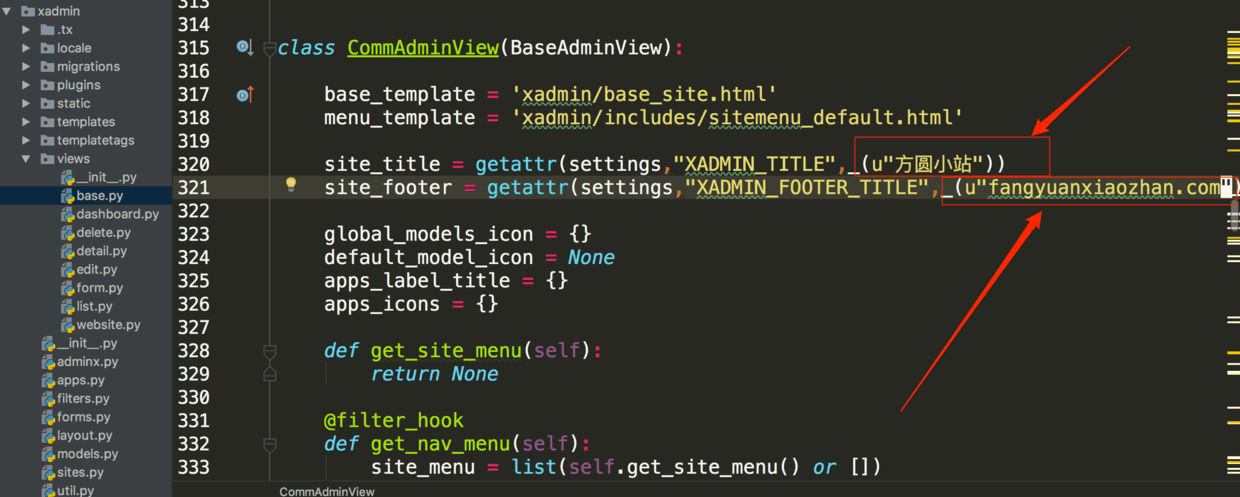 xadmin
.tx
locale
migrations
plugins
static
templates
templatetags
views
__init__.py
base.py
dashboard.py
delete.py
detail.py
edit.py
form.py
list.py
website.py
__init__.py
adminx.py
apps.py
filters.py
forms.py
layout.py
models.py
sites.py
util.py
313
314
315 class CommAdminView(BaseAdminView):
316
317 base_template = 'xadmin/base_site.html'
318 menu_template = 'xadmin/includes/sitemenu_default.html'
319
320 site_title = getattr(settings,"XADMIN_TITLE",_(u"方圆小站"))
321 site_footer = getattr(settings,"XADMIN_FOOTER_TITLE",_(u"fangyuanxiaozhan.com")
322
323 global_models_icon = {}
324 default_model_icon = None
325 apps_label_title = {}
326 apps_icons = {}
327
328 def get_site_menu(self):
329 return None
330
331 @filter_hook
332 def get_nav_menu(self):
333 site_menu = list(self.get_site_menu() or [])
CommAdminView